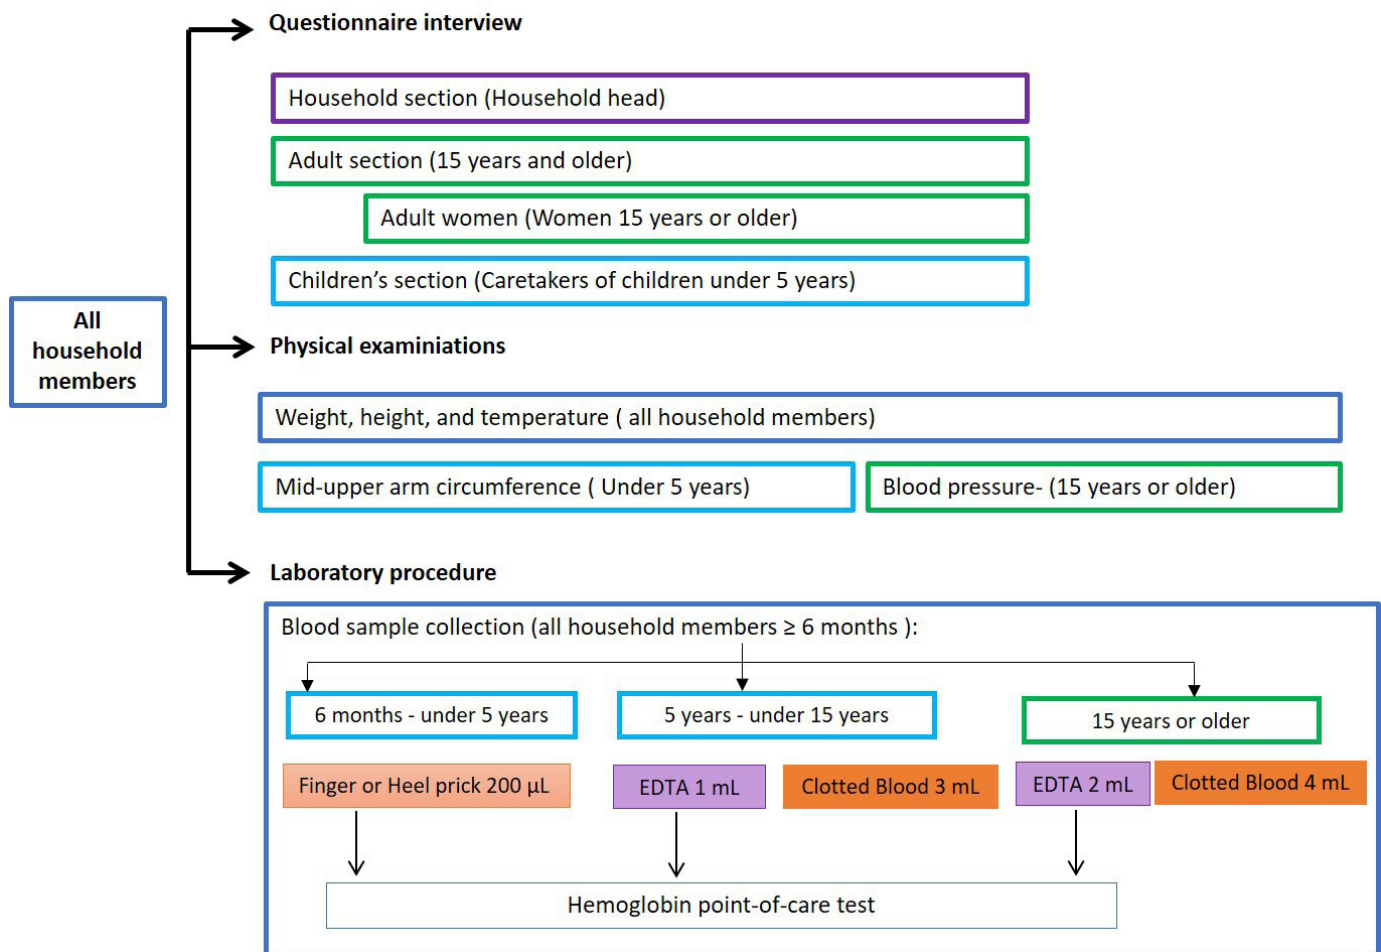 Questionnaire interview
Household section (Household head)
Adult section (15 years and older)
Adult women (Women 15 years or older)
Children's section (Caretakers of children under 5 years)
All
household
members
Physical examiniations
Weight, height, and temperature ( all household members)
Mid-upper arm circumference ( Under 5 years)
Blood pressure- (15 years or older)
Laboratory procedure
Blood sample collection (all household members ≥ 6 months ):
6 months - under 5 years
5 years - under 15 years
15 years or older
Finger or Heel prick 200 µL
EDTA 1 mL
Clotted Blood 3 mL
EDTA 2 mL
Clotted Blood 4 mL
Hemoglobin point-of-care test